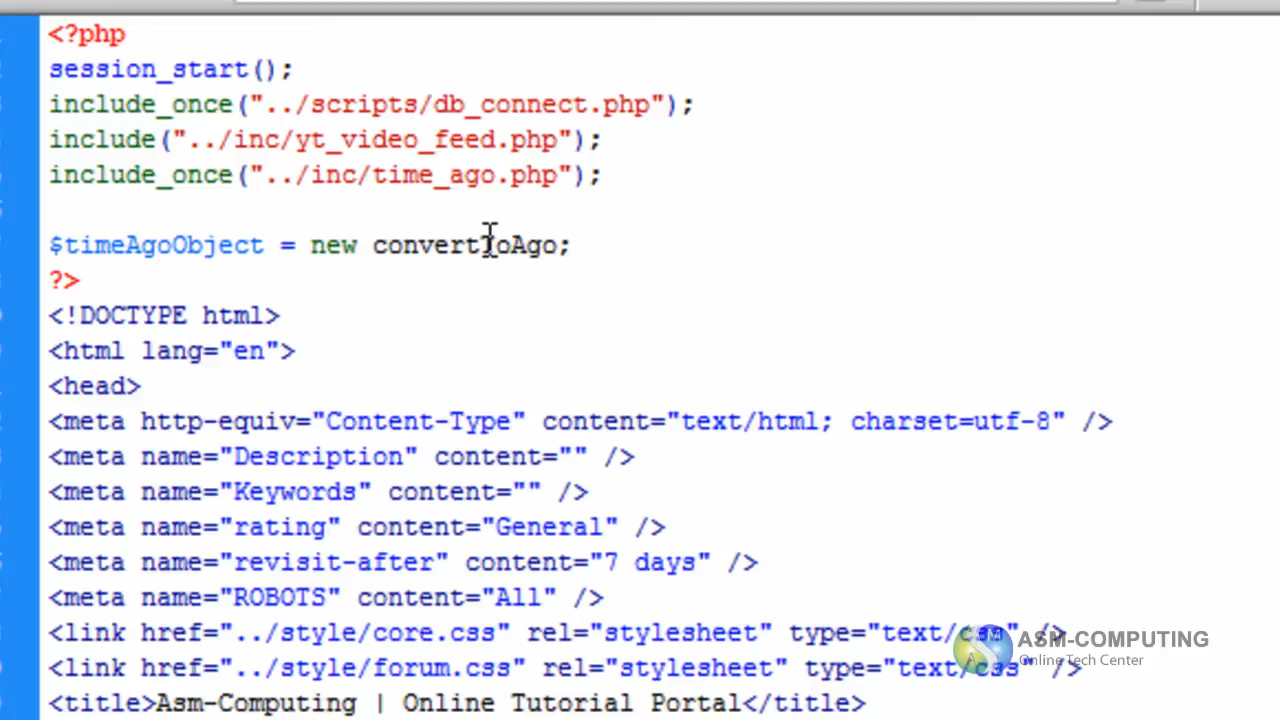 <?php
session_start();
include_once("../scripts/db_connect.php");
include("../inc/yt_video_feed.php");
include_once("../inc/time_ago.php");
$timeAgoObject = new convertToAgo;
?>
<!DOCTYPE html>
<html lang="en">
<head>
<meta http-equiv="Content-Type" content="text/html; charset=utf-8" />
<meta name="Description" content="" />
<meta name="Keywords" content="" />
<meta name="rating" content="General" />
<meta name="revisit-after" content="7 days" />
<meta name="ROBOTS" content="All" />
<link href="../style/core.css" rel="stylesheet" type="text/css" />
<link href="../style/forum.css" rel="stylesheet" type="text/css" />
<title>Asm-Computing | Online Tutorial Portal</title>
ASM-COMPUTING
Online Tech Center